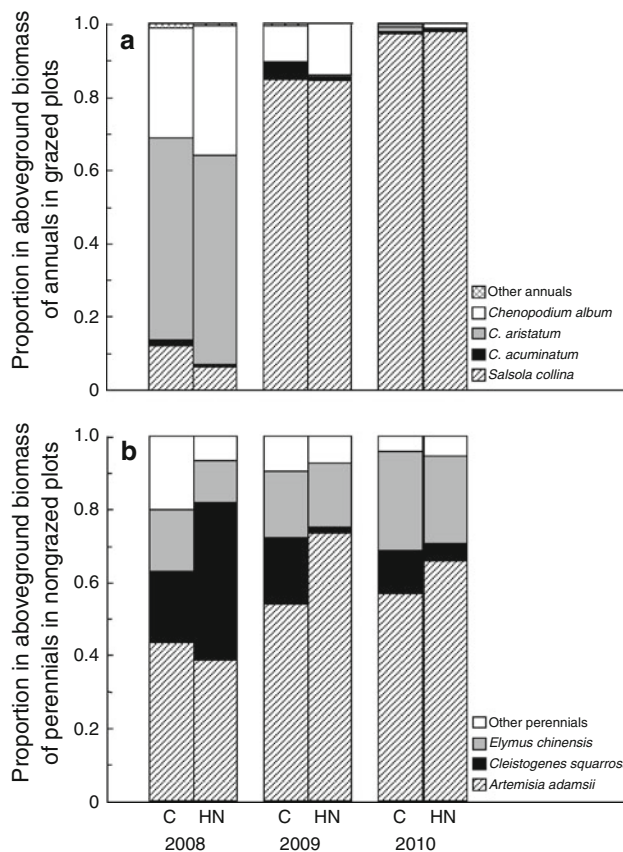 Proportion in aboveground biomass
of annuals in grazed plots
a
1.0
0.8
0.6
0.4
0.2
0
Other annuals
Chenopodium album
C. aristatum
C. acuminatum
Salsola collina
Proportion in aboveground biomass
of perennials in nongrazed plots
b
1.0
0.8
0.6
0.4
0.2
0
Other perennials
Elymus chinensis
Cleistogenes squarros
Artemisia adamsii
C HN C HN C HN
2008 2009 2010